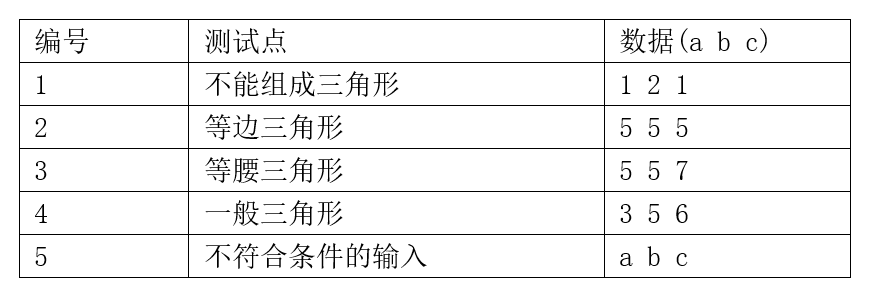 编号 测试点 数据(a b c)
1 不能组成三角形 1 2 1
2 等边三角形 5 5 5
3 等腰三角形 5 5 7
4 一般三角形 3 5 6
5 不符合条件的输入 a b c